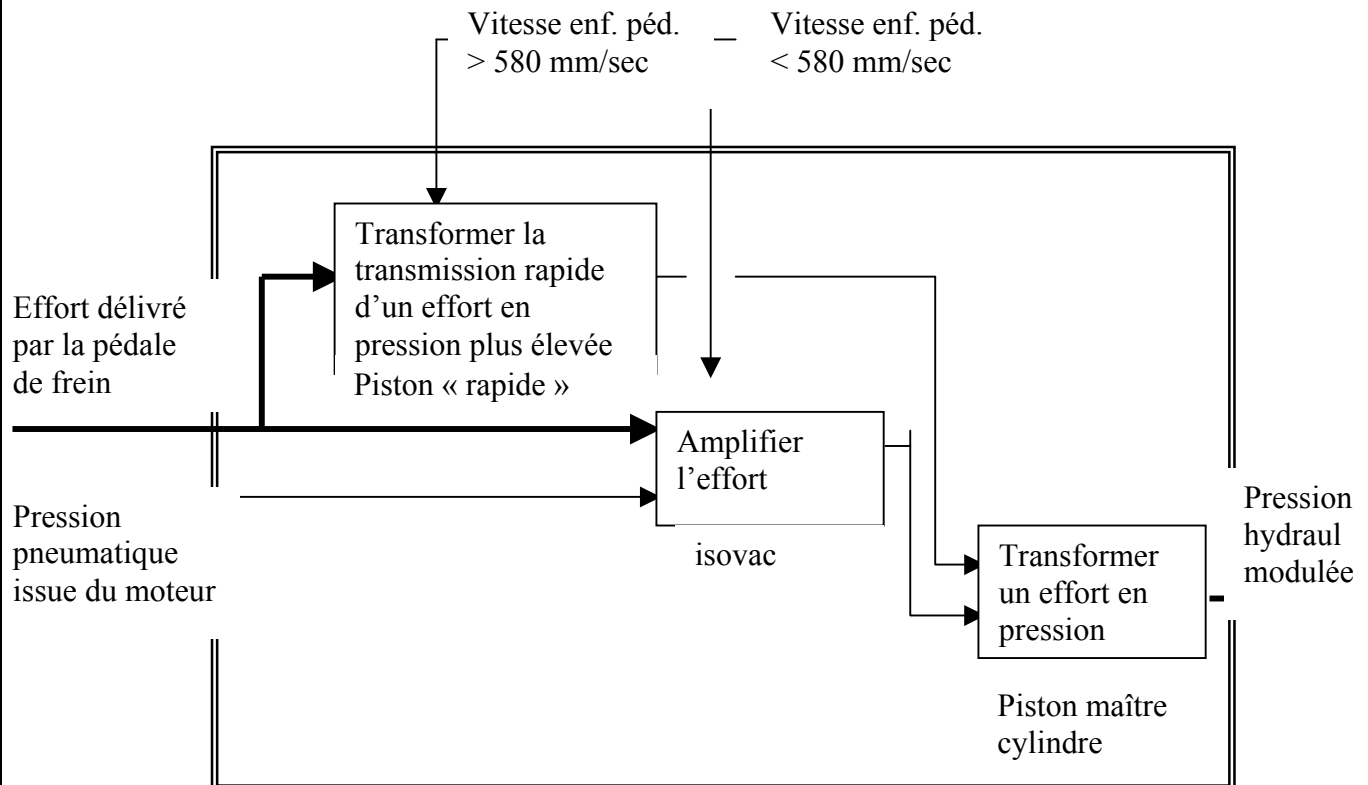 Vitesse enf. péd.
> 580 mm/sec
Vitesse enf. péd.
< 580 mm/sec
Transformer la
transmission rapide
d’un effort en
pression plus élevée
Piston « rapide »
Effort délivré
par la pédale
de frein
Amplifier
l’effort
isovac
Pression
pneumatique
issue du moteur
Transformer
un effort en
pression
Piston maître
cylindre
Pression
hydraul
modulée